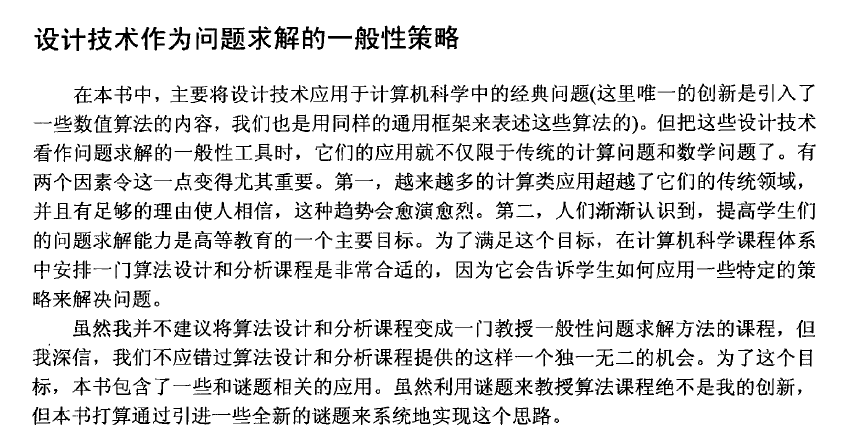 设计技术作为问题求解的一般性策略
在本书中，主要将设计技术应用于计算机科学中的经典问题(这里唯一的创新是引入了
一些数值算法的内容，我们也是用同样的通用框架来表述这些算法的)。但把这些设计技术
看作问题求解的一般性工具时，它们的应用就不仅限于传统的计算问题和数学问题了。有
两个因素令这一点变得尤其重要。第一，越来越多的计算类应用超越了它们的传统领域，
并且有足够的理由使人相信，这种趋势会愈演愈烈。第二，人们渐渐认识到，提高学生们
的问题求解能力是高等教育的一个主要目标。为了满足这个目标，在计算机科学课程体系
中安排一门算法设计和分析课程是非常合适的，因为它会告诉学生如何应用一些特定的策
略来解决问题。
虽然我并不建议将算法设计和分析课程变成一门教授一般性问题求解方法的课程，但
我深信，我们不应错过算法设计和分析课程提供的这样一个独一无二的机会。为了这个目
标，本书包含了一些和谜题相关的应用。虽然利用谜题来教授算法课程绝不是我的创新，
但本书打算通过引进一些全新的谜题来系统地实现这个思路。